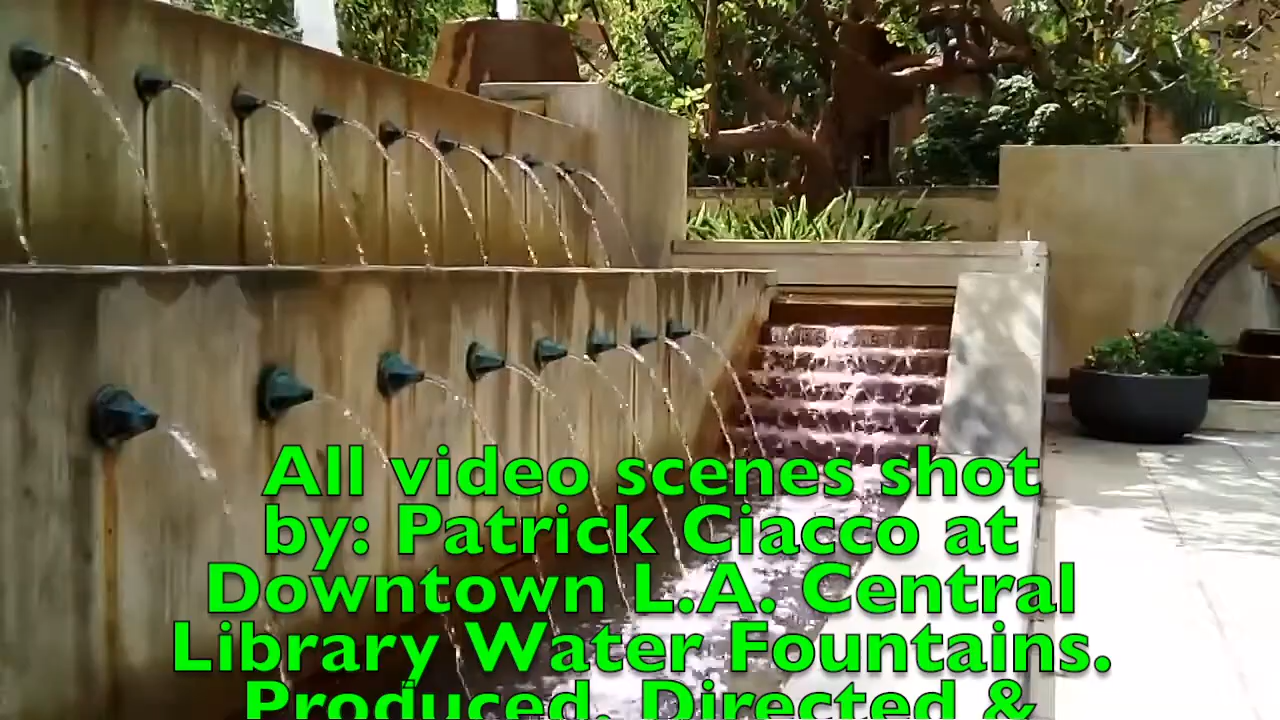 All video scenes shot
by: Patrick Ciacco at
Downtown L.A. Central
Library Water Fountains.
Produced, Directed &